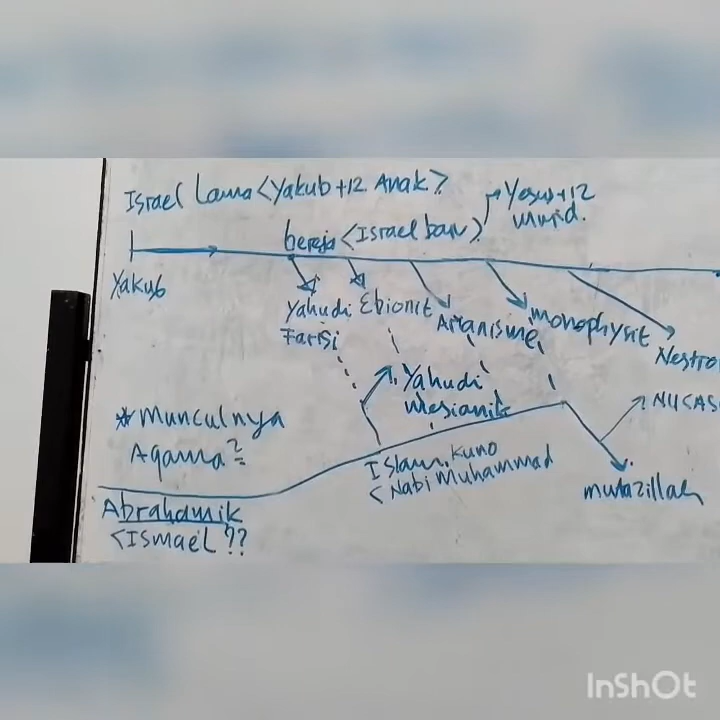 Israel Lama <Yakub+12 Anak>
Yesus+12
Murid.
Gereja <Israel baru>
Yakub
Yahudi
Farisi
Ebionit
Arianisme
Monophysit
Nestro
Yahudi
Mesianik
*Munculnya
Agama2
=
Islam Kuno
<Nabi Muhammad
Mutazillah
Abrahamik
<Ismael ??
InShOt